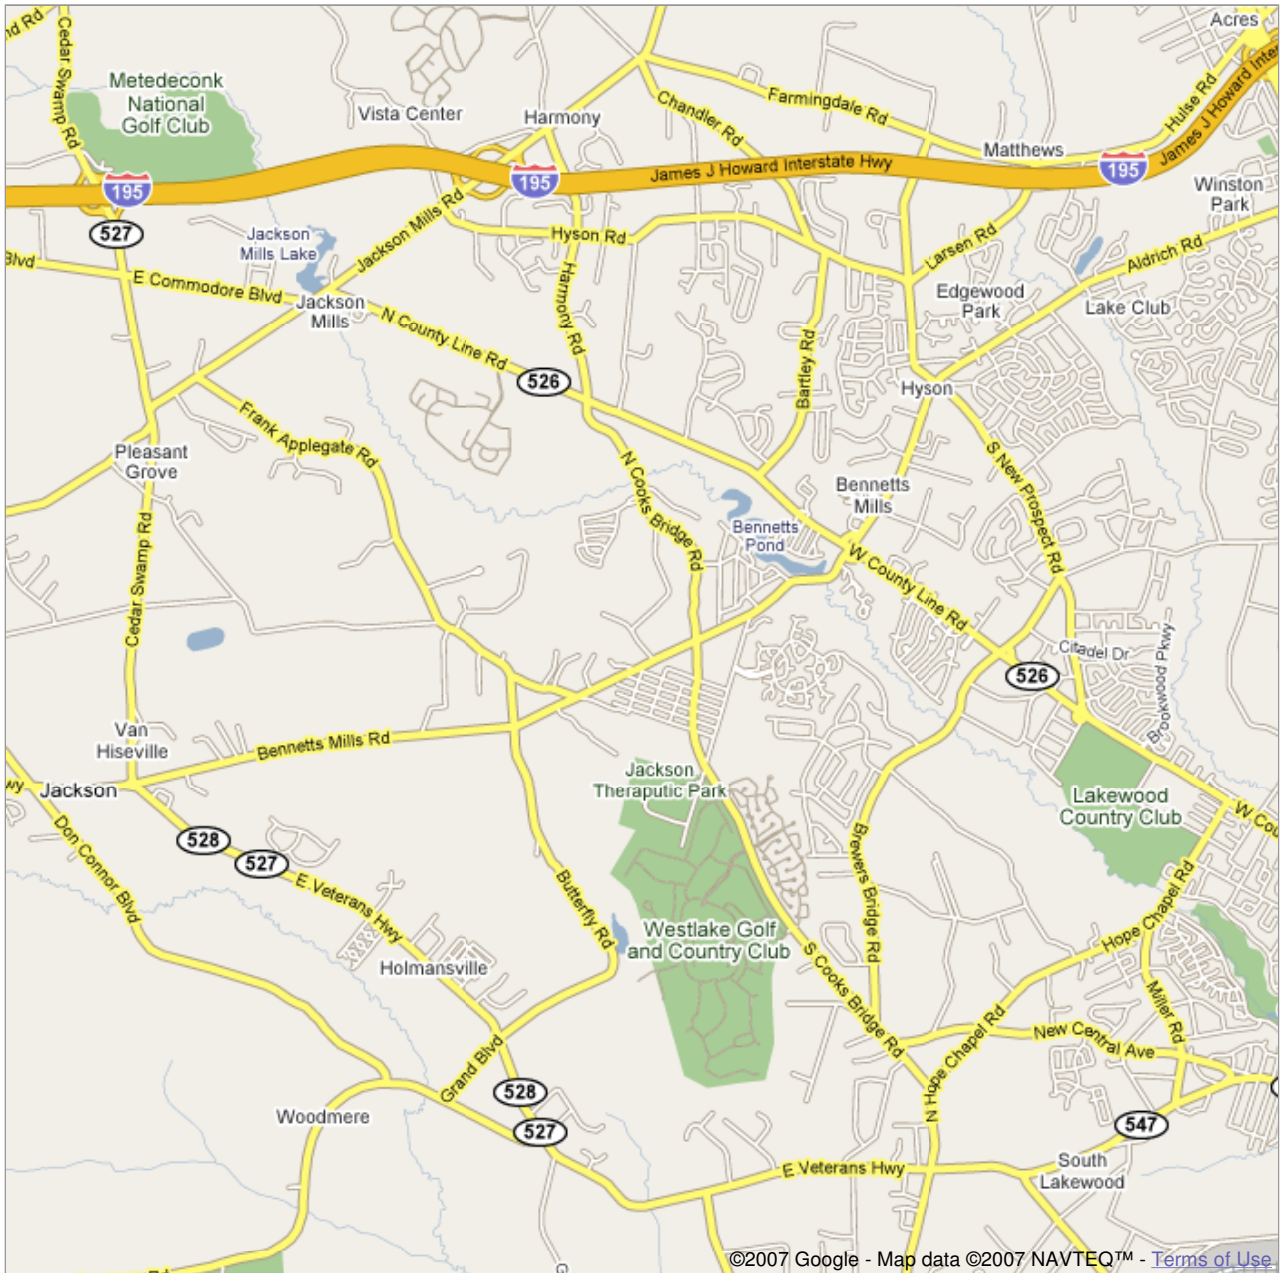 Acres
nd Rd
Cedar Swamp Rd
Metedeconk
National
Golf Club
Vista Center
Harmony
Chandler Rd
Farmingdale Rd
Hulse Rd
James J Howard Inte
Matthews
James J Howard Interstate Hwy
195
195
195
Winston
Park
527
Jackson
Mills Lake
Jackson Mills Rd
Hyson Rd
Larsen Rd
Aldrich Rd
Blvd
E Commodore Blvd
Jackson
Mills
Harmony Rd
Edgewood
Park
Lake Club
N County Line Rd
526
Bartley Rd
Hyson
Frank Applegate Rd
Pleasant
Grove
N Cooks Bridge Rd
S New Prospect Rd
Bennetts
Mills
Bennetts
Pond
Cedar Swamp Rd
W County Line Rd
Citadel Dr
526
Brookwood Pkwy
Van
Hiseville
Bennetts Mills Rd
wy
Jackson
Jackson
Theraputic Park
Lakewood
Country Club
W Cou
Don Connor Blvd
528
527
E Veterans Hwy
Butterfly Rd
Brewers Bridge Rd
Hope Chapel Rd
Westlake Golf
and Country Club
Holmansville
S Cooks Bridge Rd
Miller Rd
New Central Ave
Grand Blvd
N Hope Chapel Rd
528
527
Woodmere
547
E Veterans Hwy
South
Lakewood
©2007 Google - Map data ©2007 NAVTEQ™ - Terms of Use